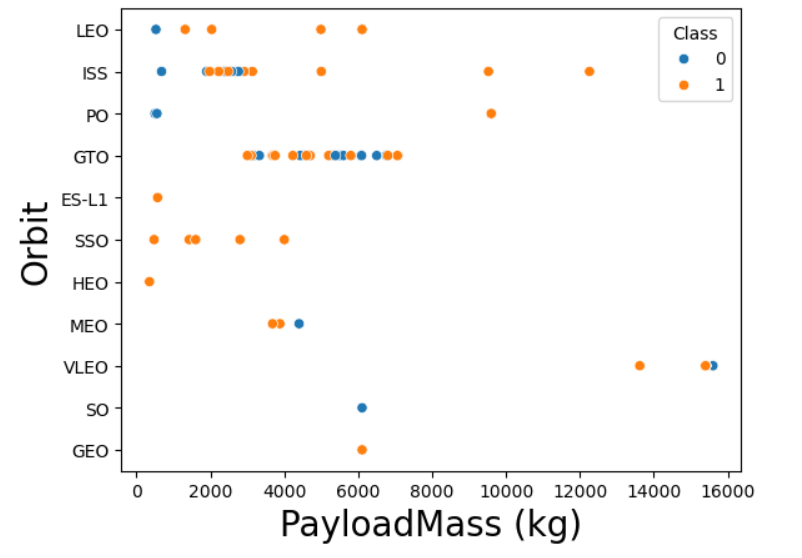 LEO
ISS
PO
GTO
ES-L1
SSO
HEO
MEO
VLEO
SO
GEO
Orbit
Class
0
1
0 2000 4000 6000 8000 10000 12000 14000 16000
PayloadMass (kg)